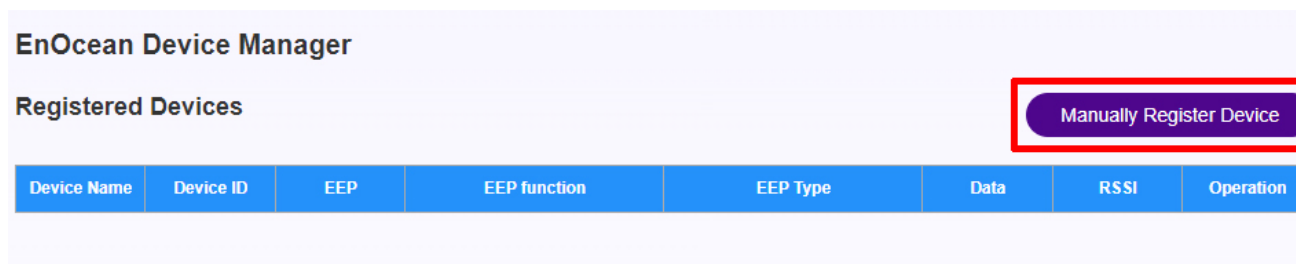 EnOcean Device Manager
Registered Devices
Manually Register Device
Device Name Device ID EEP EEP function EEP Type Data RSSI Operation